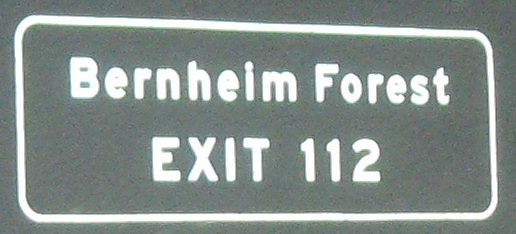 Bernheim Forest
EXIT 112